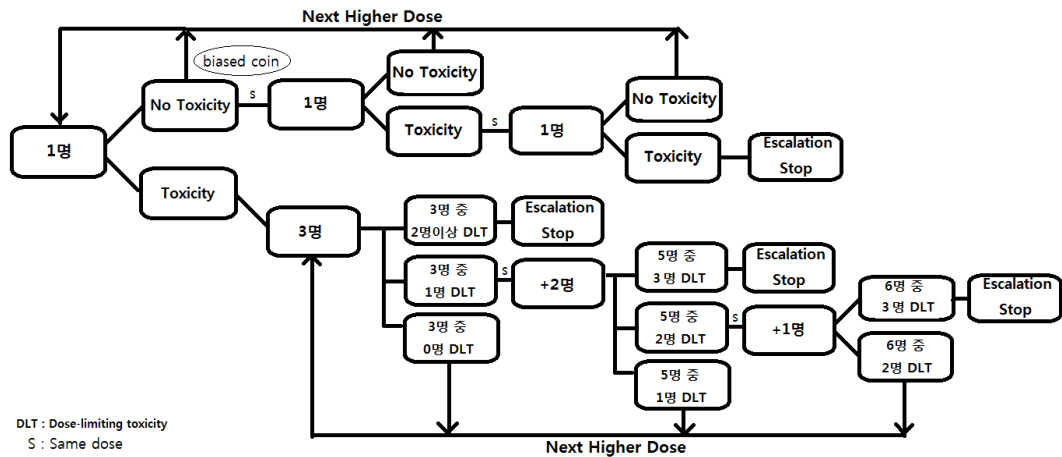 Next Higher Dose
biased coin
No Toxicity
s
1명
No Toxicity
Toxicity
s
1명
No Toxicity
Toxicity
Escalation
Stop
1명
Toxicity
3명
3명 중
2명이상 DLT
Escalation
Stop
3명 중
1명 DLT
s
+2명
3명 중
0명 DLT
5명 중
3명 DLT
Escalation
Stop
5명 중
2명 DLT
s
+1명
5명 중
1명 DLT
6명 중
3명 DLT
Escalation
Stop
6명 중
2명 DLT
Next Higher Dose
DLT : Dose-limiting toxicity
S : Same dose